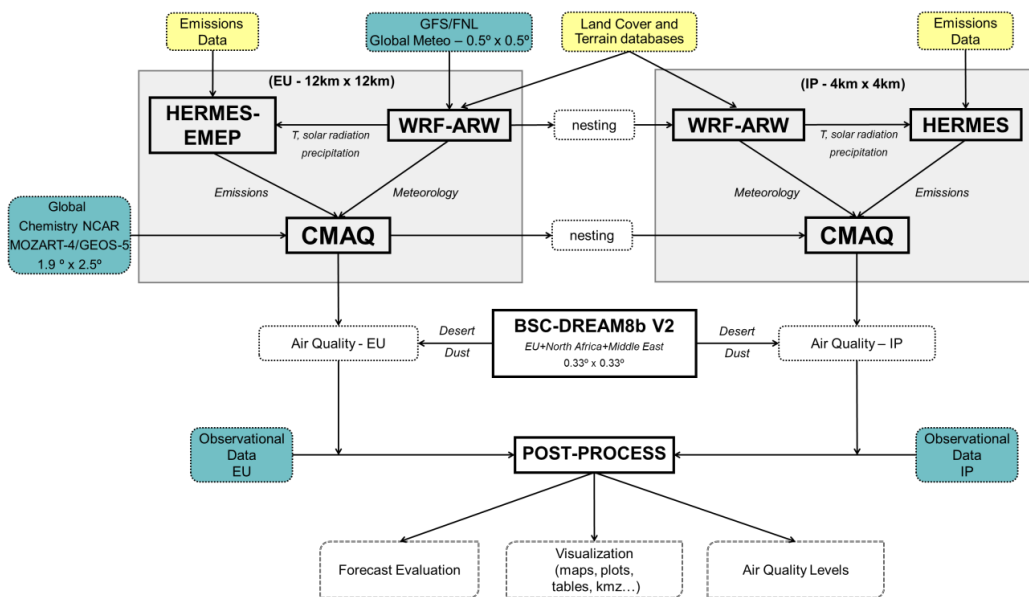 Emissions
Data
GFS/FNL
Global Meteo – 0.5º x 0.5º
Land Cover and
Terrain databases
Emissions
Data
(EU - 12km x 12km)
(IP - 4km x 4km)
HERMES-
EMEP
T, solar radiation
precipitation
WRF-ARW
nesting
WRF-ARW
T, solar radiation
precipitation
HERMES
Emissions
Meteorology
Meteorology
Emissions
Global
Chemistry NCAR
MOZART-4/GEOS-5
1.9 º x 2.5º
CMAQ
nesting
CMAQ
Air Quality - EU
Desert
Dust
BSC-DREAM8b V2
EU+North Africa+Middle East
0.33º x 0.33º
Desert
Dust
Air Quality – IP
Observational
Data
EU
POST-PROCESS
Observational
Data
IP
Forecast Evaluation
Visualization
(maps, plots,
tables, kmz…)
Air Quality Levels